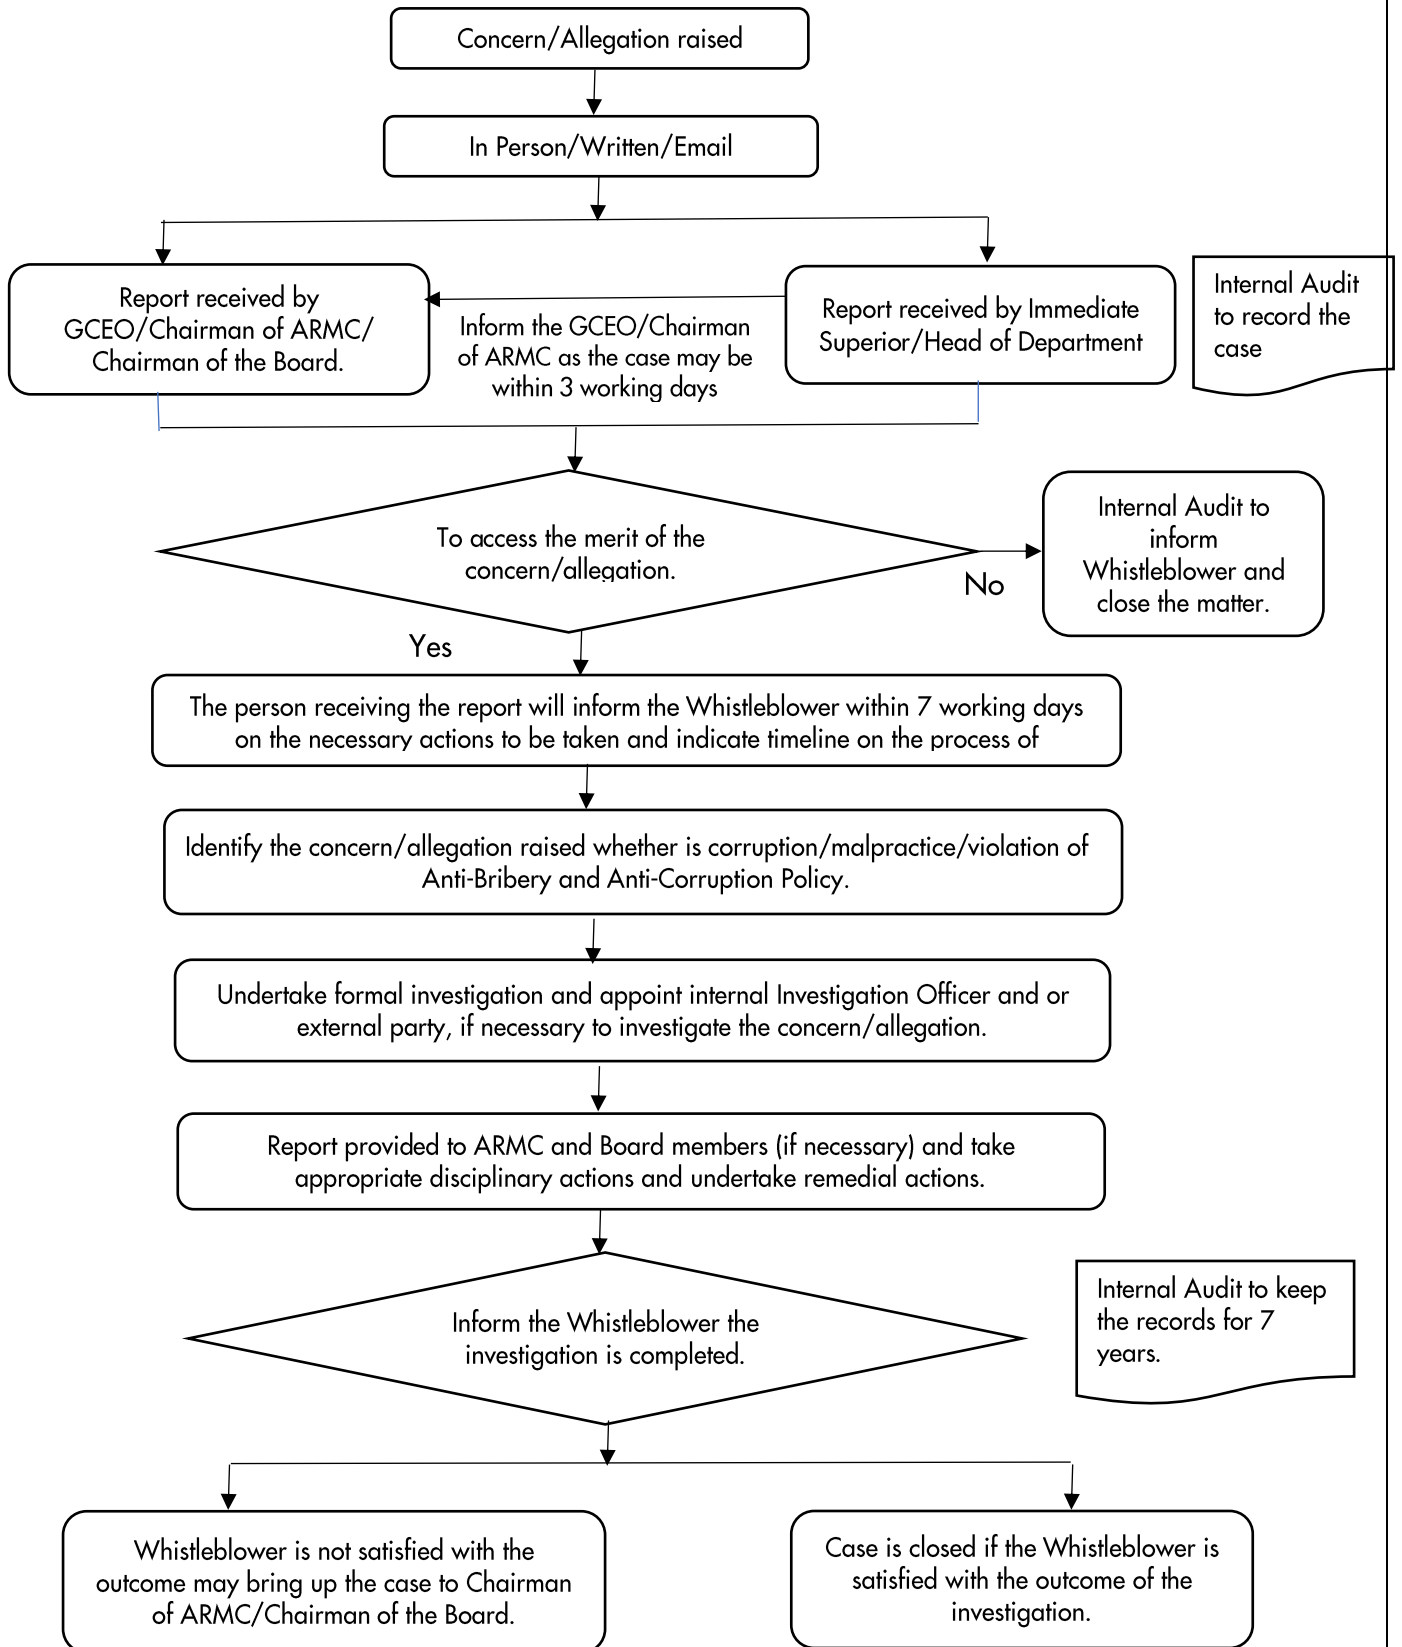 Concern/Allegation raised
In Person/Written/Email
Report received by
GCEO/Chairman of ARMC/
Chairman of the Board.
Inform the GCEO/Chairman
of ARMC as the case may be
within 3 working days
Report received by Immediate
Superior/Head of Department
Internal Audit
to record the
case
To access the merit of the
concern/allegation.
No
Internal Audit to
inform
Whistleblower and
close the matter.
Yes
The person receiving the report will inform the Whistleblower within 7 working days
on the necessary actions to be taken and indicate timeline on the process of
Identify the concern/allegation raised whether is corruption/malpractice/violation of
Anti-Bribery and Anti-Corruption Policy.
Undertake formal investigation and appoint internal Investigation Officer and or
external party, if necessary to investigate the concern/allegation.
Report provided to ARMC and Board members (if necessary) and take
appropriate disciplinary actions and undertake remedial actions.
Inform the Whistleblower the
investigation is completed.
Internal Audit to keep
the records for 7
years.
Whistleblower is not satisfied with the
outcome may bring up the case to Chairman
of ARMC/Chairman of the Board.
Case is closed if the Whistleblower is
satisfied with the outcome of the
investigation.